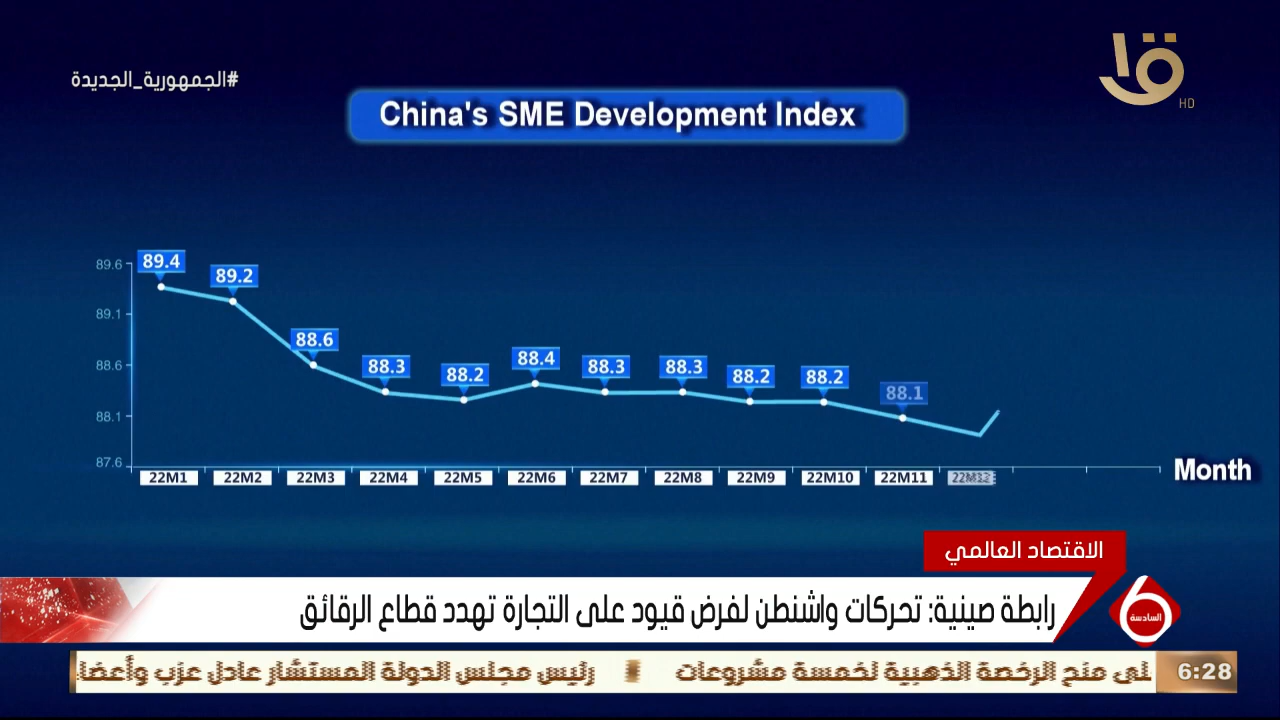 #الجمهورية_الجديدة
HD
China's SME Development Index
89.6
89.1
88.6
88.1
87.6
89.4
89.2
88.6
88.3
88.2
88.4
88.3
88.3
88.2
88.2
88.1
22M1
22M2
22M3
22M4
22M5
22M6
22M7
22M8
22M9
22M10
22M11
Month
الاقتصاد العالمي
رابطة صينية: تحركات واشنطن لفرض قيود على التجارة تهدد قطاع الرقائق
السادسة
6:28
لى منح الرخصة الذهبية لخمسة مشروعات
رئيس مجلس الدولة المستشار عادل عزب وأعضا